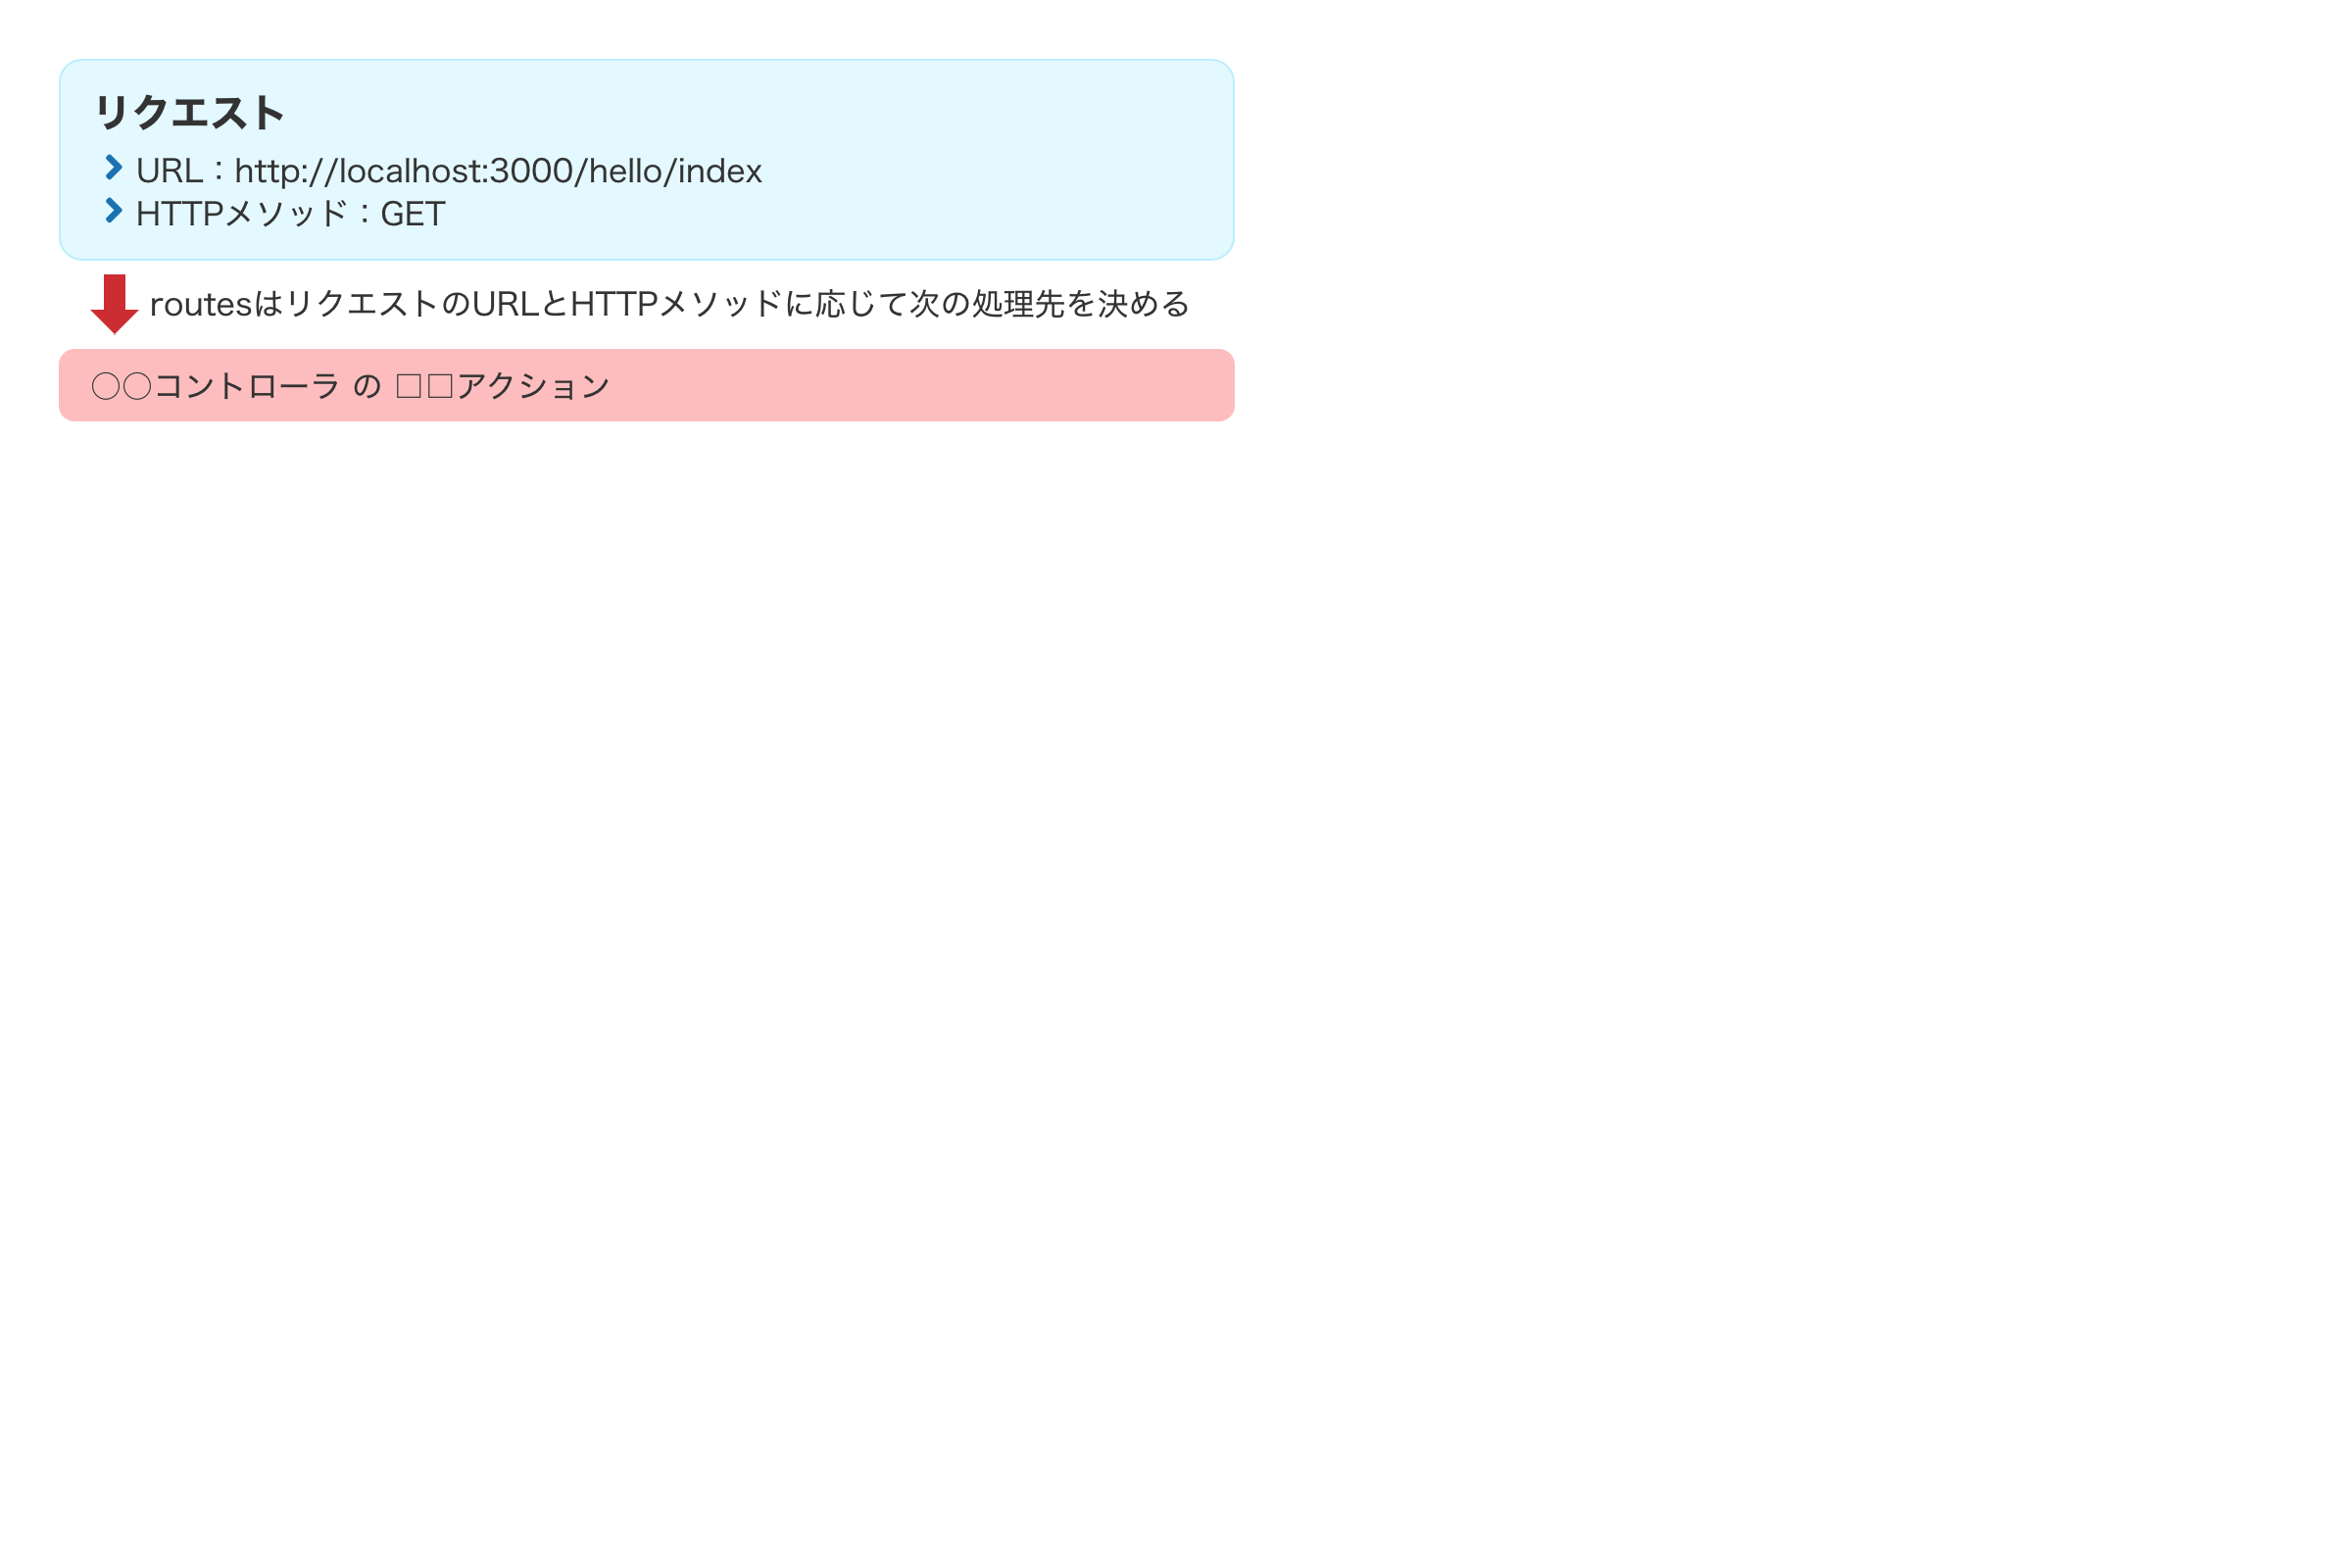 リクエスト
URL：http://localhost:3000/hello/index
HTTPメソッド：GET
routesはリクエストのURLとHTTPメソッドに応じて次の処理先を決める
◯◯コントローラ の □□アクション